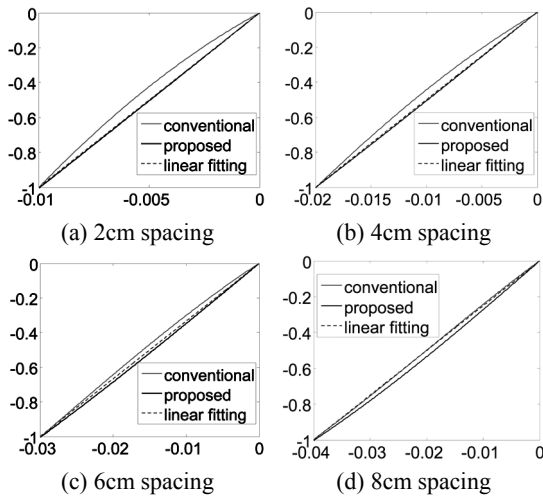 0
-0.2
-0.4
-0.6
-0.8
-1
-0.01 -0.005 0
conventional
proposed
linear fitting
(a) 2cm spacing
0
-0.2
-0.4
-0.6
-0.8
-1
-0.02 -0.015 -0.01 -0.005 0
conventional
proposed
linear fitting
(b) 4cm spacing
0
-0.2
-0.4
-0.6
-0.8
-1
-0.03 -0.02 -0.01 0
conventional
proposed
linear fitting
(c) 6cm spacing
0
-0.2
-0.4
-0.6
-0.8
-1
-0.04 -0.03 -0.02 -0.01 0
conventional
proposed
linear fitting
(d) 8cm spacing